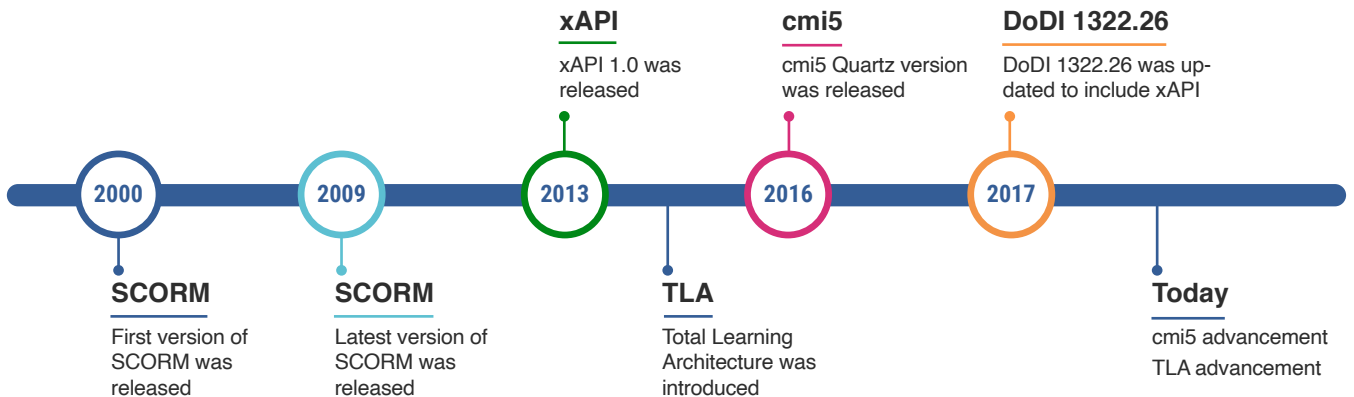 xAPI
xAPI 1.0 was
released
cmi5
cmi5 Quartz version
was released
DoDI 1322.26
DoDI 1322.26 was up-
dated to include xAPI
2000
2009
2013
2016
2017
SCORM
First version of
SCORM was
released
SCORM
Latest version of
SCORM was
released
TLA
Total Learning
Architecture was
introduced
Today
cmi5 advancement
TLA advancement